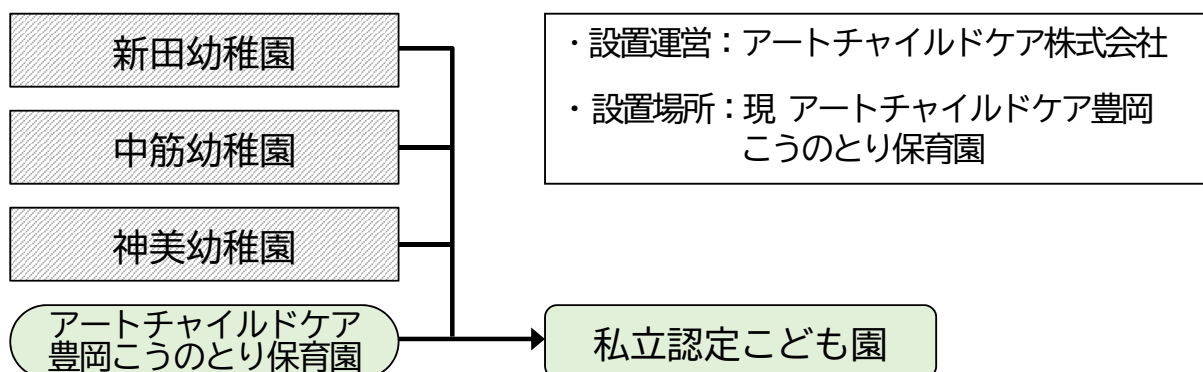 新田幼稚園
中筋幼稚園
神美幼稚園
アートチャイルドケア
豊岡こうのとり保育園
・設置運営：アートチャイルドケア株式会社
・設置場所：現 アートチャイルドケア豊岡
こうのとり保育園
私立認定こども園